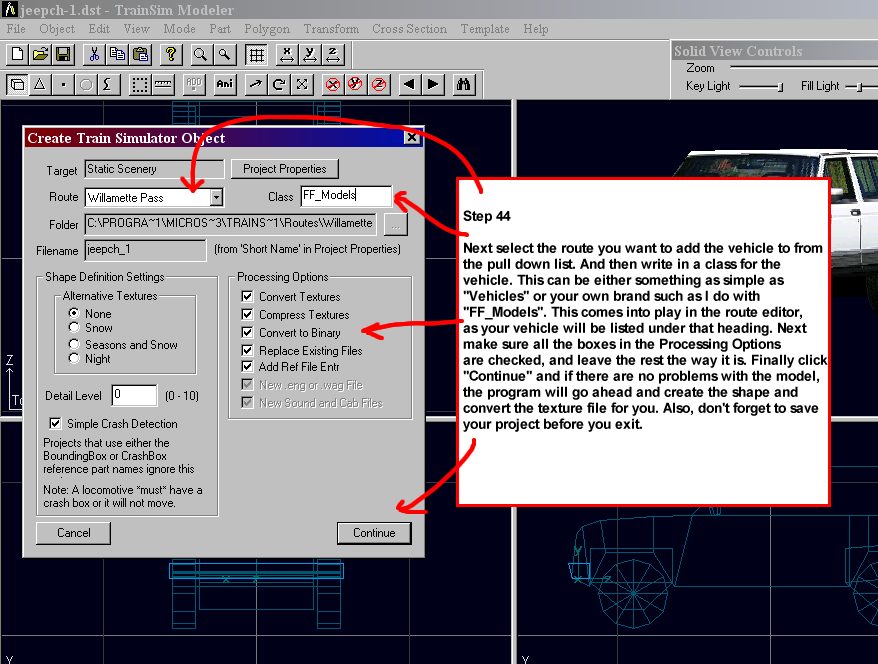 jeepch-1.dst - TrainSim Modeler
File Object Edit View Mode Part Polygon Transform Cross Section Template Help
x y z
Solid View Controls
Zoom
Key Light Fill Light
ADD Ani
Create Train Simulator Object
Target Static Scenery Project Properties
Route Willamette Pass Class FF_Models
Folder C:\PROGRA~1\MICROS~3\TRAINS~1\Routes\Willamette ...
Filename jeepch_1 (from 'Short Name' in Project Properties)
Shape Definition Settings
Alternative Textures
None
Snow
Seasons and Snow
Night
Detail Level 0 (0 - 10)
Simple Crash Detection
Projects that use either the
BoundingBox or CrashBox
reference part names ignore this
Note: A locomotive *must* have a
crash box or it will not move.
Processing Options
Convert Textures
Compress Textures
Convert to Binary
Replace Existing Files
Add Ref File Entr
New .eng or .wag File
New Sound and Cab Files
Cancel Continue
Step 44
Next select the route you want to add the vehicle to from
the pull down list. And then write in a class for the
vehicle. This can be either something as simple as
"Vehicles" or your own brand such as I do with
"FF_Models". This comes into play in the route editor,
as your vehicle will be listed under that heading. Next
make sure all the boxes in the Processing Options
are checked, and leave the rest the way it is. Finally click
"Continue" and if there are no problems with the model,
the program will go ahead and create the shape and
convert the texture file for you. Also, don't forget to save
your project before you exit.
Z
Y
Y